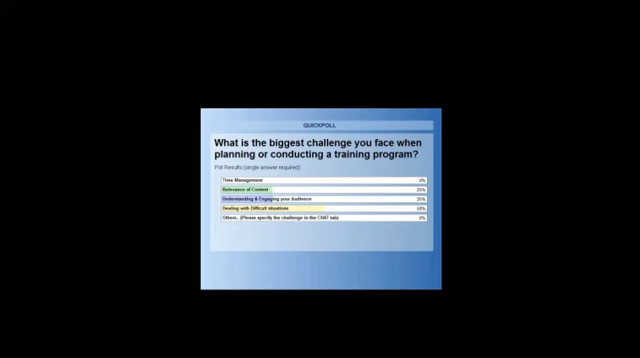 QUICKPOLL
What is the biggest challenge you face when
planning or conducting a training program?
Poll Results (single answer required):
Time Management 0%
Relevance of Content 25%
Understanding & Engaging your Audience 25%
Dealing with Difficult situations 50%
Others.. (Please specify the challenge in the CHAT tab) 0%